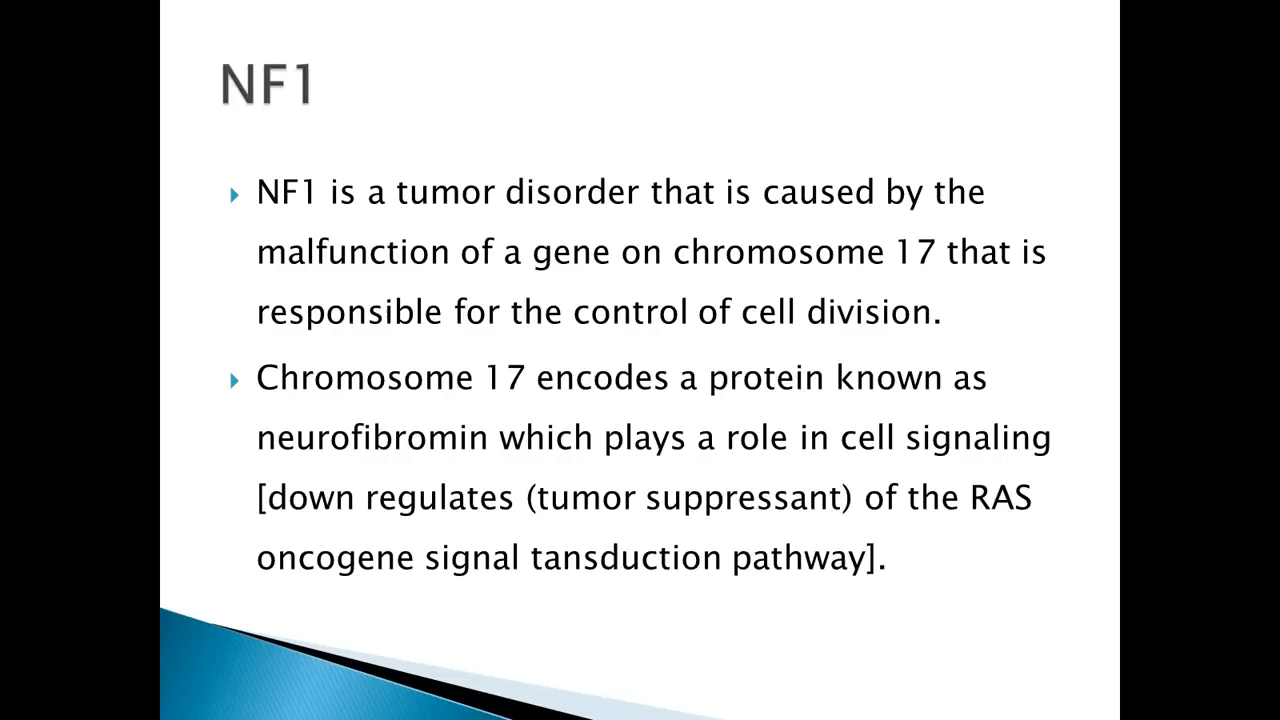 NF1
NF1 is a tumor disorder that is caused by the
malfunction of a gene on chromosome 17 that is
responsible for the control of cell division.
Chromosome 17 encodes a protein known as
neurofibromin which plays a role in cell signaling
[down regulates (tumor suppressant) of the RAS
oncogene signal tansduction pathway].